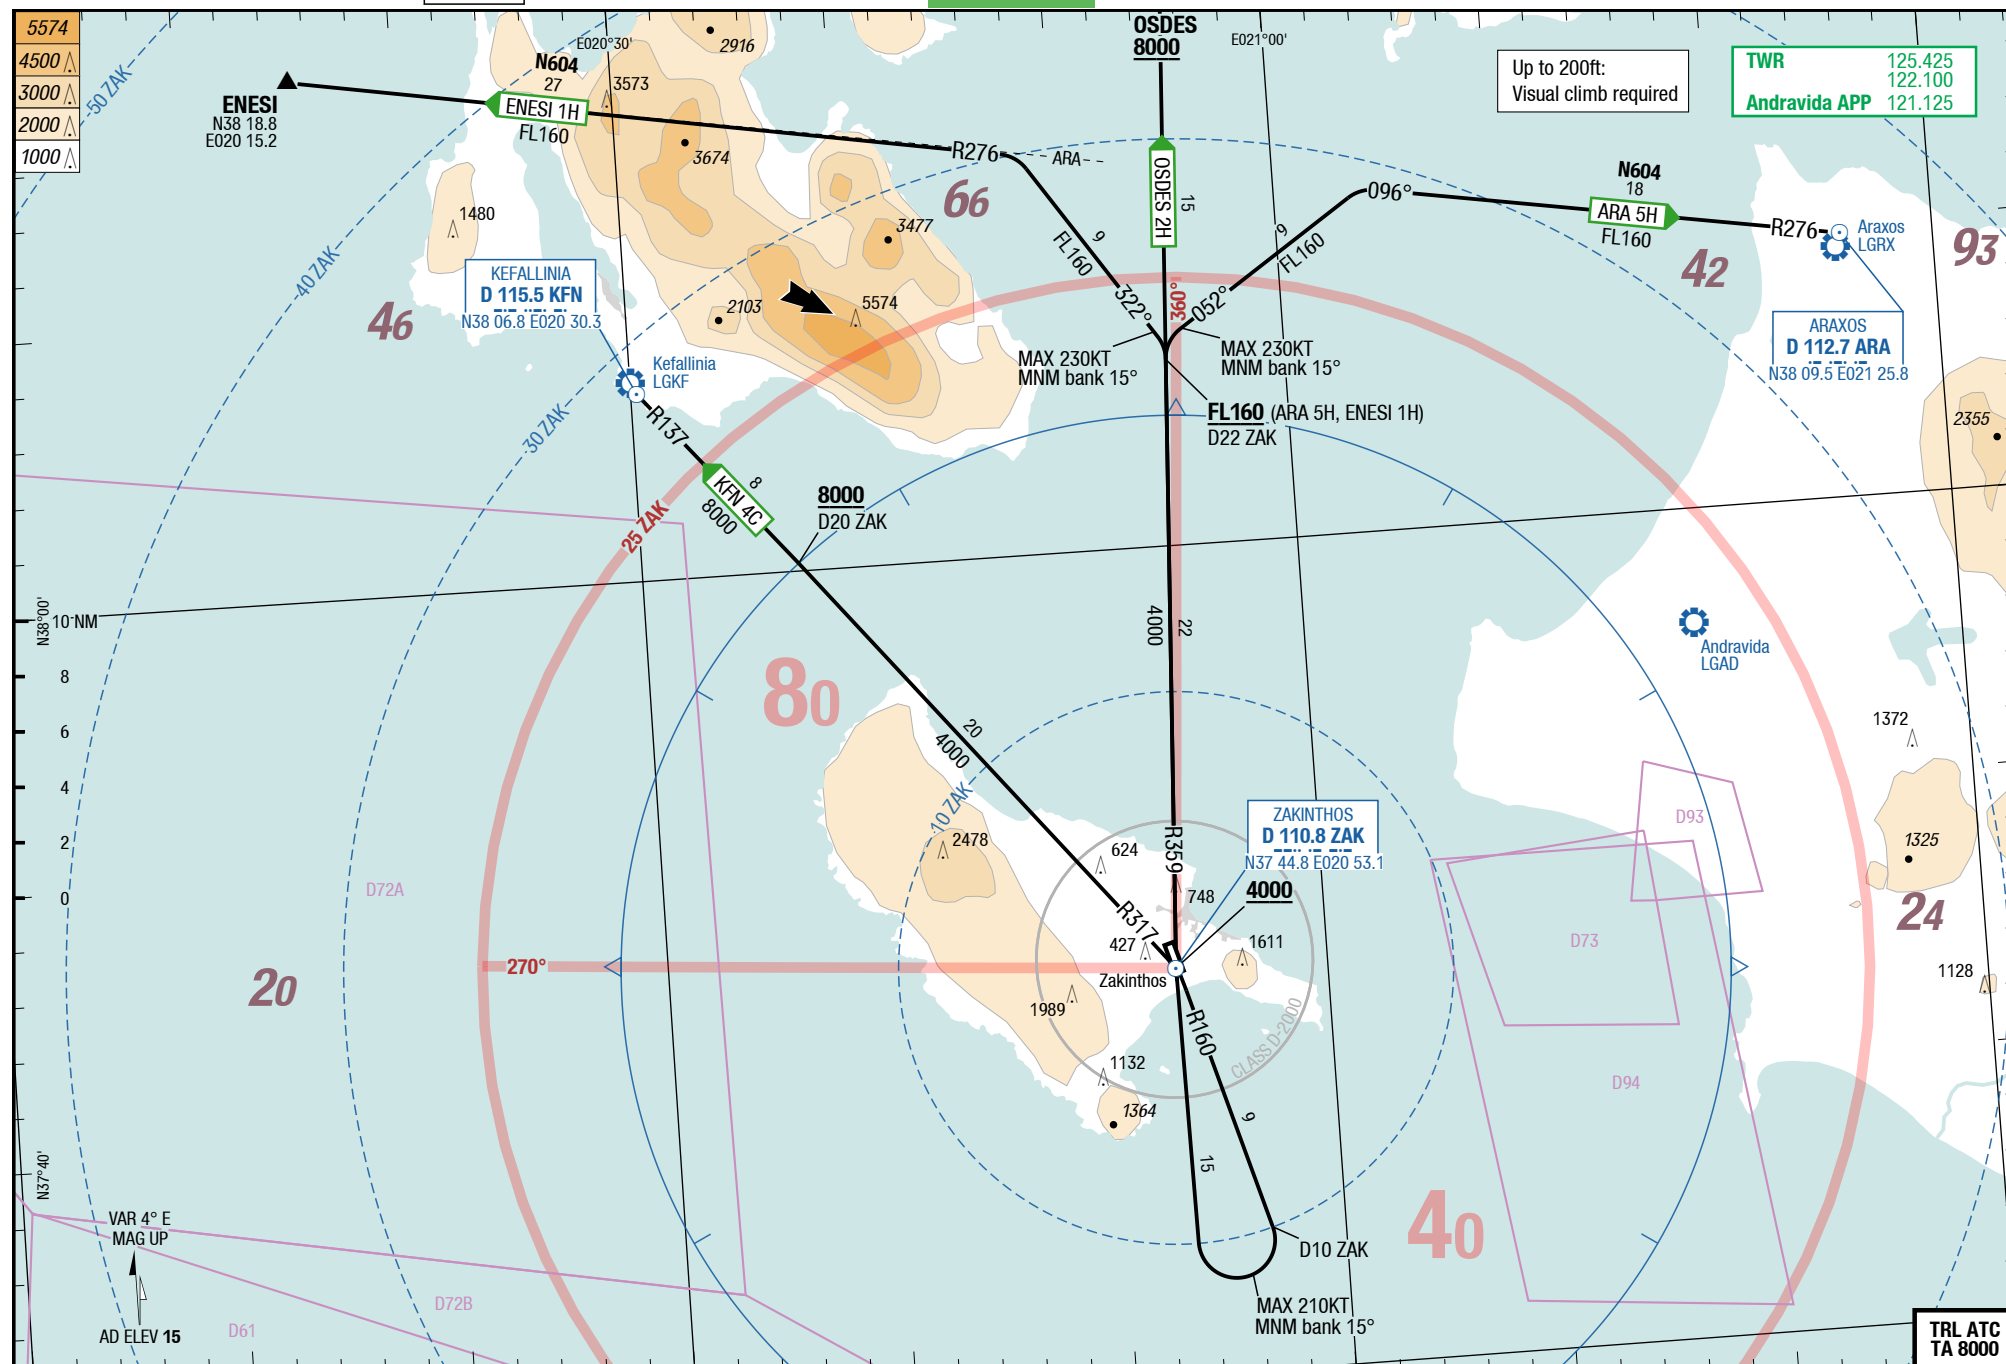 5574
4500
3000
2000
1000
50 ZAK
ENESI
N38 18.8
E020 15.2
N604
27
ENESI 1H
FL160
E020°30'
3573
2916
3674
OSDES
8000
E021°00'
Up to 200ft:
Visual climb required
TWR 125.425
122.100
Andravida APP 121.125
R276
ARA
66
OSDES 2H
15
9
FL160
322°
360°
052°
9
FL160
096°
N604
18
ARA 5H
FL160
R276
Araxos
LGRX
93
42
1480
3477
40 ZAK
KEFALLINIA
D 115.5 KFN
N38 06.8 E020 30.3
46
2103
5574
MAX 230KT
MNM bank 15°
MAX 230KT
MNM bank 15°
ARAXOS
D 112.7 ARA
N38 09.5 E021 25.8
Kefallinia
LGKF
R137
30 ZAK
FL160 (ARA 5H, ENESI 1H)
D22 ZAK
2355
8
KFN 4C
8000
8000
D20 ZAK
25 ZAK
N38°00'
10 NM
8
6
4
2
0
4000
22
Andravida
LGAD
80
20
4000
1372
10 ZAK
2478
624
R359
ZAKINTHOS
D 110.8 ZAK
N37 44.8 E020 53.1
D93
1325
D72A
748
4000
R317
427
1611
D73
24
270°
Zakinthos
1128
20
1989
R160
CLASS D-2000
1132
D94
1364
9
15
N37°40'
40
VAR 4° E
MAG UP
D10 ZAK
D72B
MAX 210KT
MNM bank 15°
D61
AD ELEV 15
TRL ATC
TA 8000